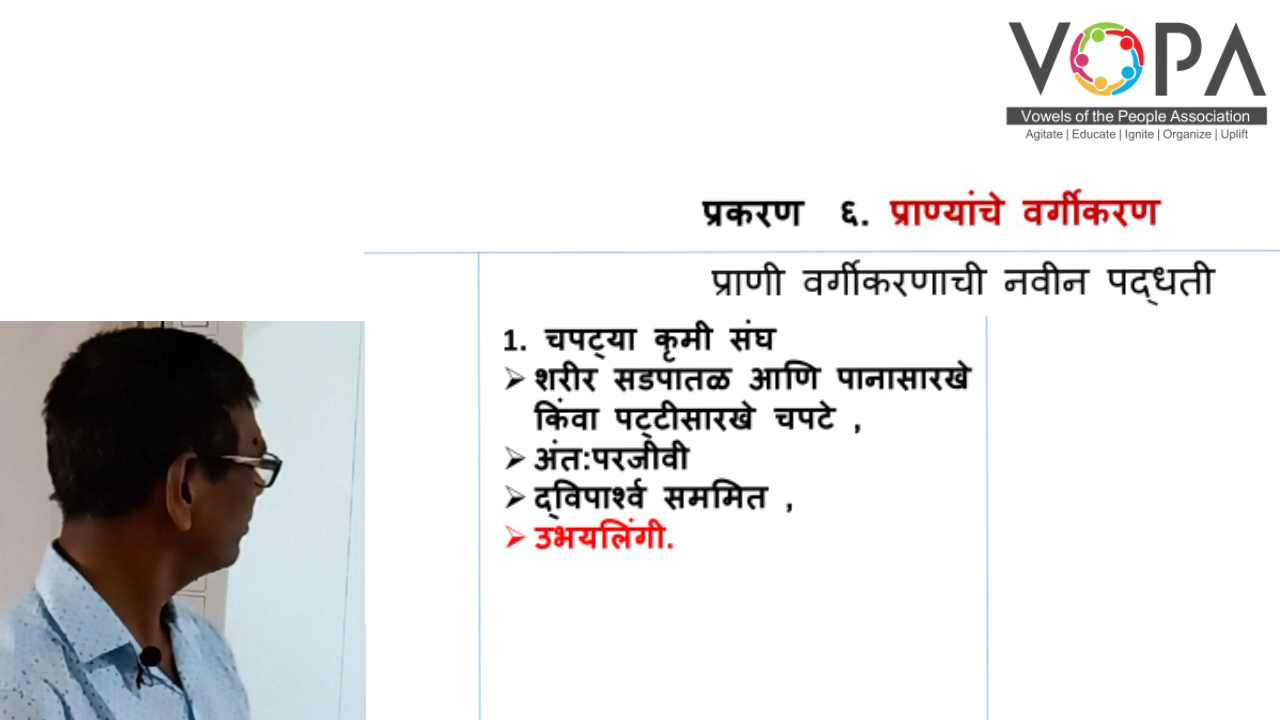 VOPA
Vowels of the People Association
Agitate | Educate | Ignite | Organize | Uplift
प्रकरण ६. प्राण्यांचे वर्गीकरण
प्राणी वर्गीकरणाची नवीन पद्धती
1. चपट्या कृमी संघ
➢ शरीर सडपातळ आणि पानासारखे
किंवा पट्टीसारखे चपटे ,
➢ अंत:परजीवी
➢ द्विपार्श्व सममित ,
➢ उभयलिंगी.